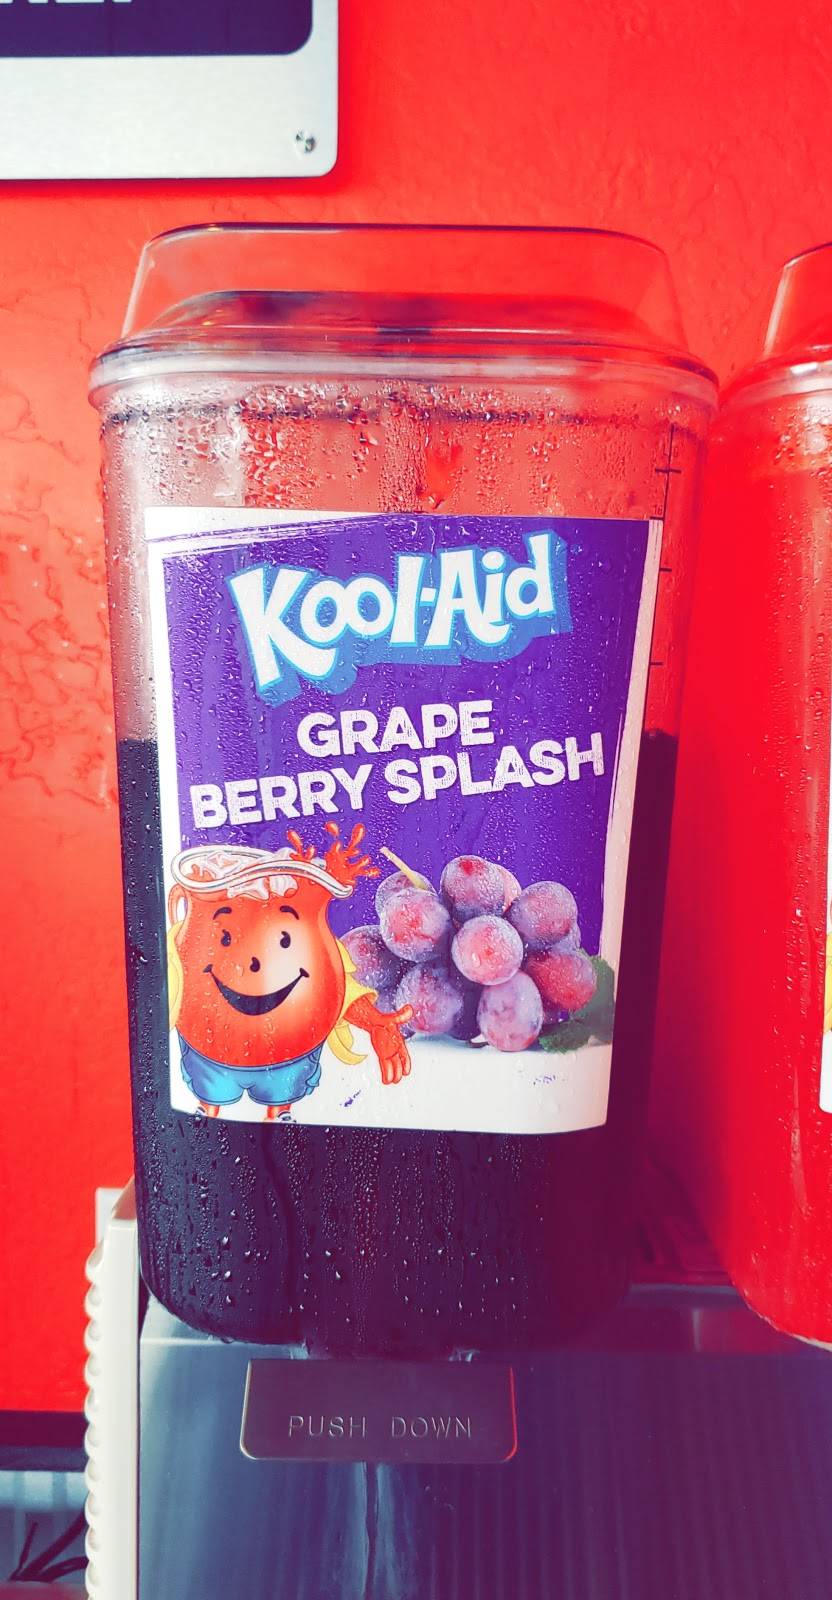 Kool-Aid
GRAPE
BERRY SPLASH
PUSH DOWN